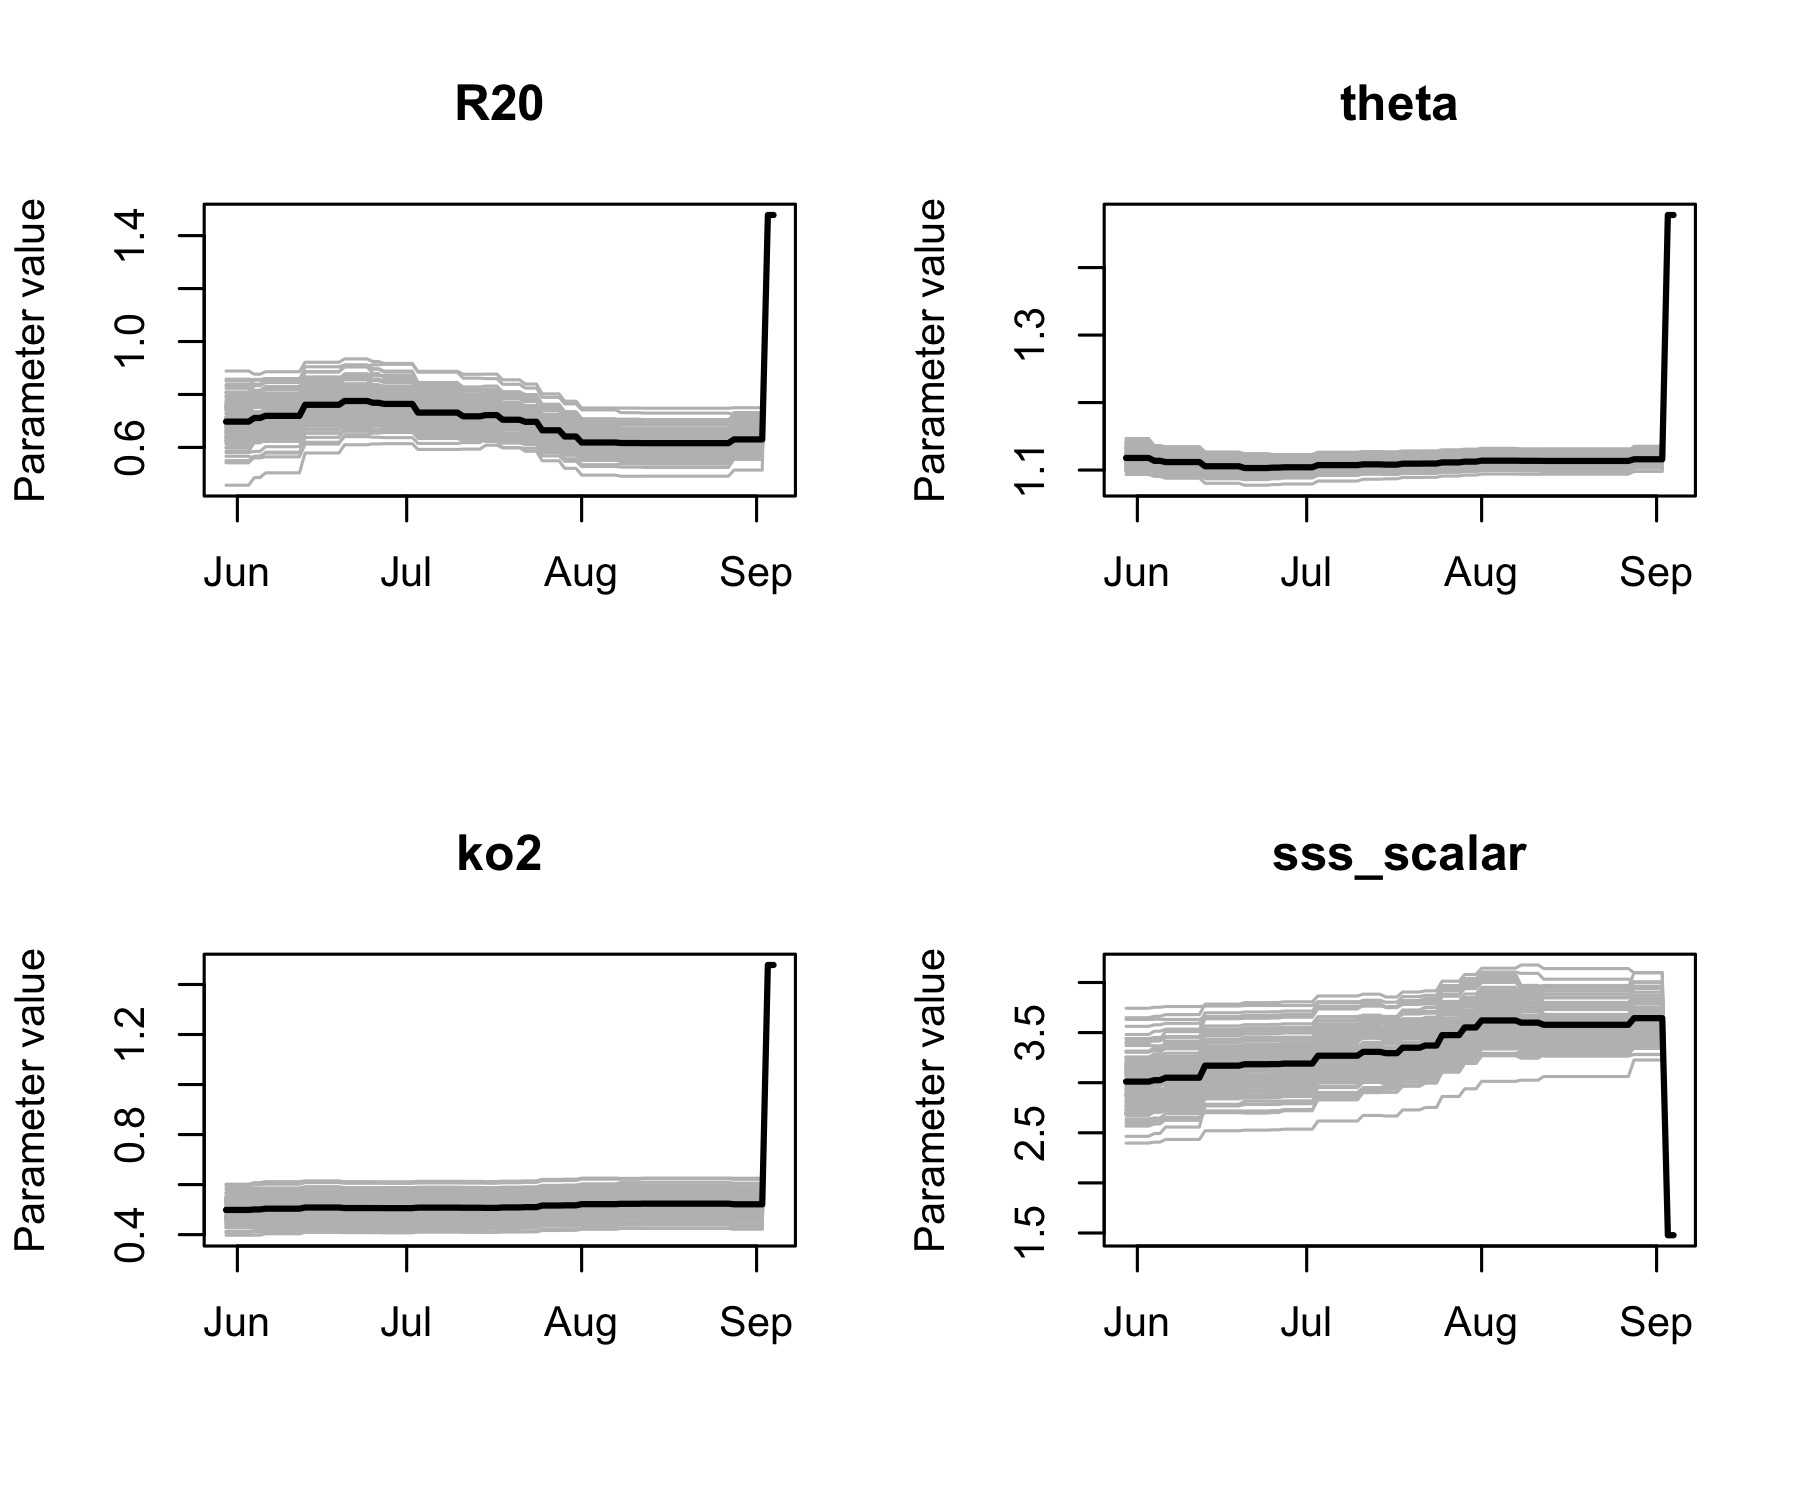 R20
Parameter value
1.4
1.0
0.6
Jun Jul Aug Sep
theta
Parameter value
1.3
1.1
Jun Jul Aug Sep
ko2
Parameter value
1.2
0.8
0.4
Jun Jul Aug Sep
sss_scalar
Parameter value
3.5
2.5
1.5
Jun Jul Aug Sep